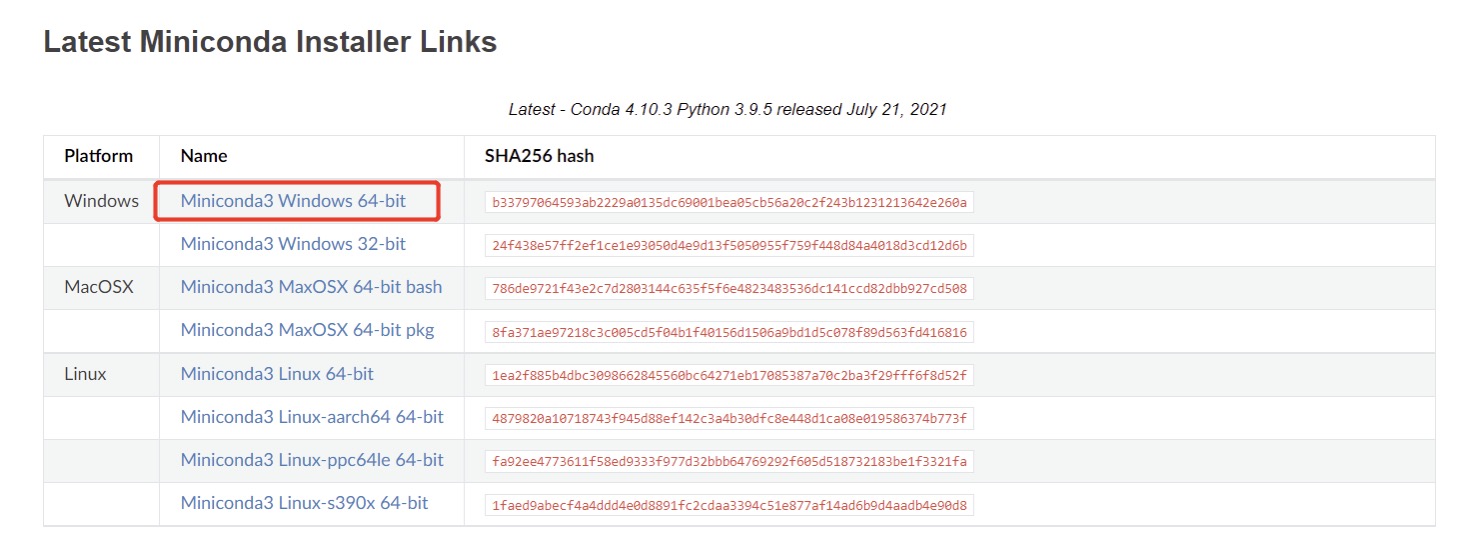 Latest Miniconda Installer Links
Latest - Conda 4.10.3 Python 3.9.5 released July 21, 2021
Platform Name SHA256 hash
Windows Miniconda3 Windows 64-bit b33797064593ab2229a0135dc69001bea05cb56a20c2f243b1231213642e260a
Miniconda3 Windows 32-bit 24f438e57ff2ef1ce1e93050d4e9d13f5050955f759f448d84a4018d3cd12d6b
MacOSX Miniconda3 MaxOSX 64-bit bash 786de9721f43e2c7d2803144c635f5f6e4823483536dc141ccd82dbb927cd508
Miniconda3 MaxOSX 64-bit pkg 8fa371ae97218c3c005cd5f04b1f40156d1506a9bd1d5c078f89d563fd416816
Linux Miniconda3 Linux 64-bit 1ea2f885b4dbc3098662845560bc64271eb17085387a70c2ba3f29fff6f8d52f
Miniconda3 Linux-aarch64 64-bit 4879820a10718743f945d88ef142c3a4b30dfc8e448d1ca08e019586374b773f
Miniconda3 Linux-ppc64le 64-bit fa92ee4773611f58ed9333f977d32bbb64769292f605d518732183be1f3321fa
Miniconda3 Linux-s390x 64-bit 1faed9abecf4a4ddd4e0d8891fc2cdaa3394c51e877af14ad6b9d4aadb4e90d8